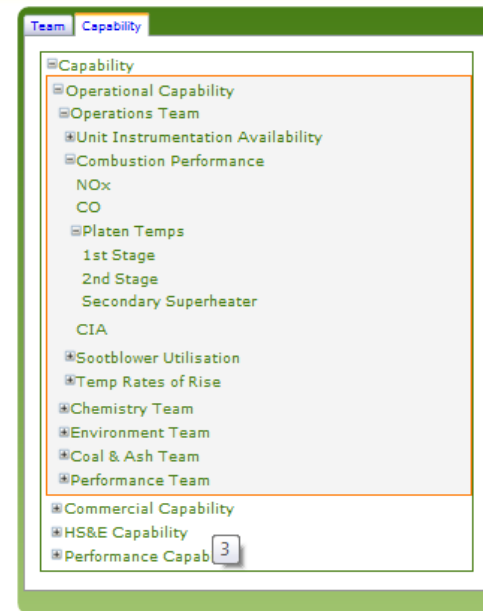 Team Capability
Capability
Operational Capability
Operations Team
Unit Instrumentation Availability
Combustion Performance
NOx
CO
Platen Temps
1st Stage
2nd Stage
Secondary Superheater
CIA
Sootblower Utilisation
Temp Rates of Rise
Chemistry Team
Environment Team
Coal & Ash Team
Performance Team
Commercial Capability
HS&E Capability
Performance Capab 3